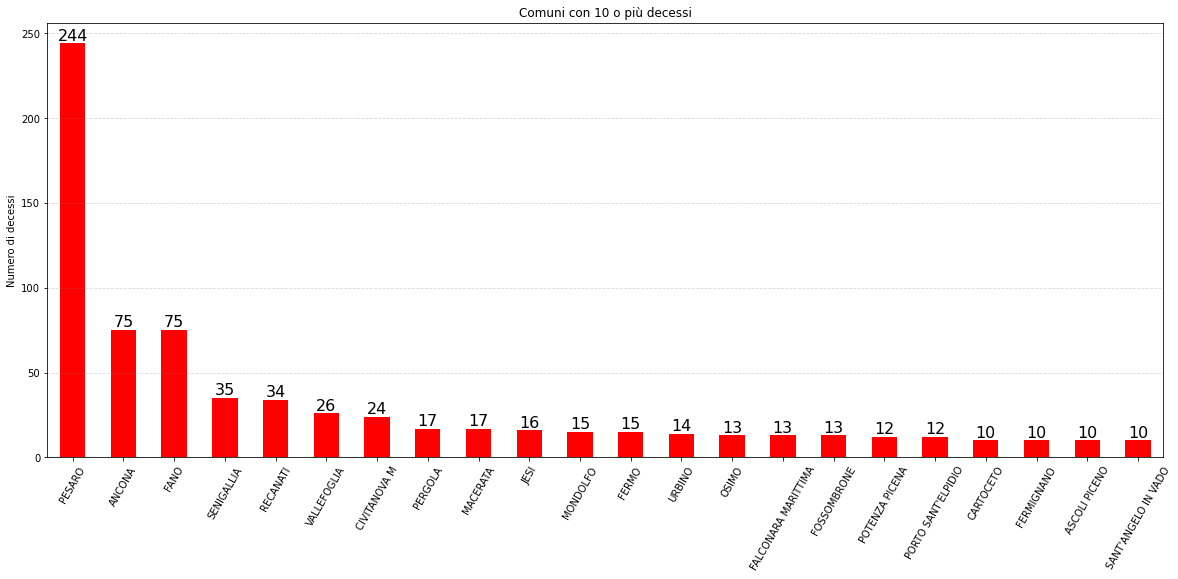 Comuni con 10 o più decessi
Numero di decessi
250
200
150
100
50
0
244
75
75
35
34
26
24
17
17
16
15
15
14
13
13
13
12
12
10
10
10
10
PESARO
ANCONA
FANO
SENIGALLIA
RECANATI
VALLEFOGLIA
CIVITANOVA M
PERGOLA
MACERATA
JESI
MONDOLFO
FERMO
URBINO
OSIMO
FALCONARA MARITTIMA
FOSSOMBRONE
POTENZA PICENA
PORTO SANT'ELPIDIO
CARTOCETO
FERMIGNANO
ASCOLI PICENO
SANT'ANGELO IN VADO